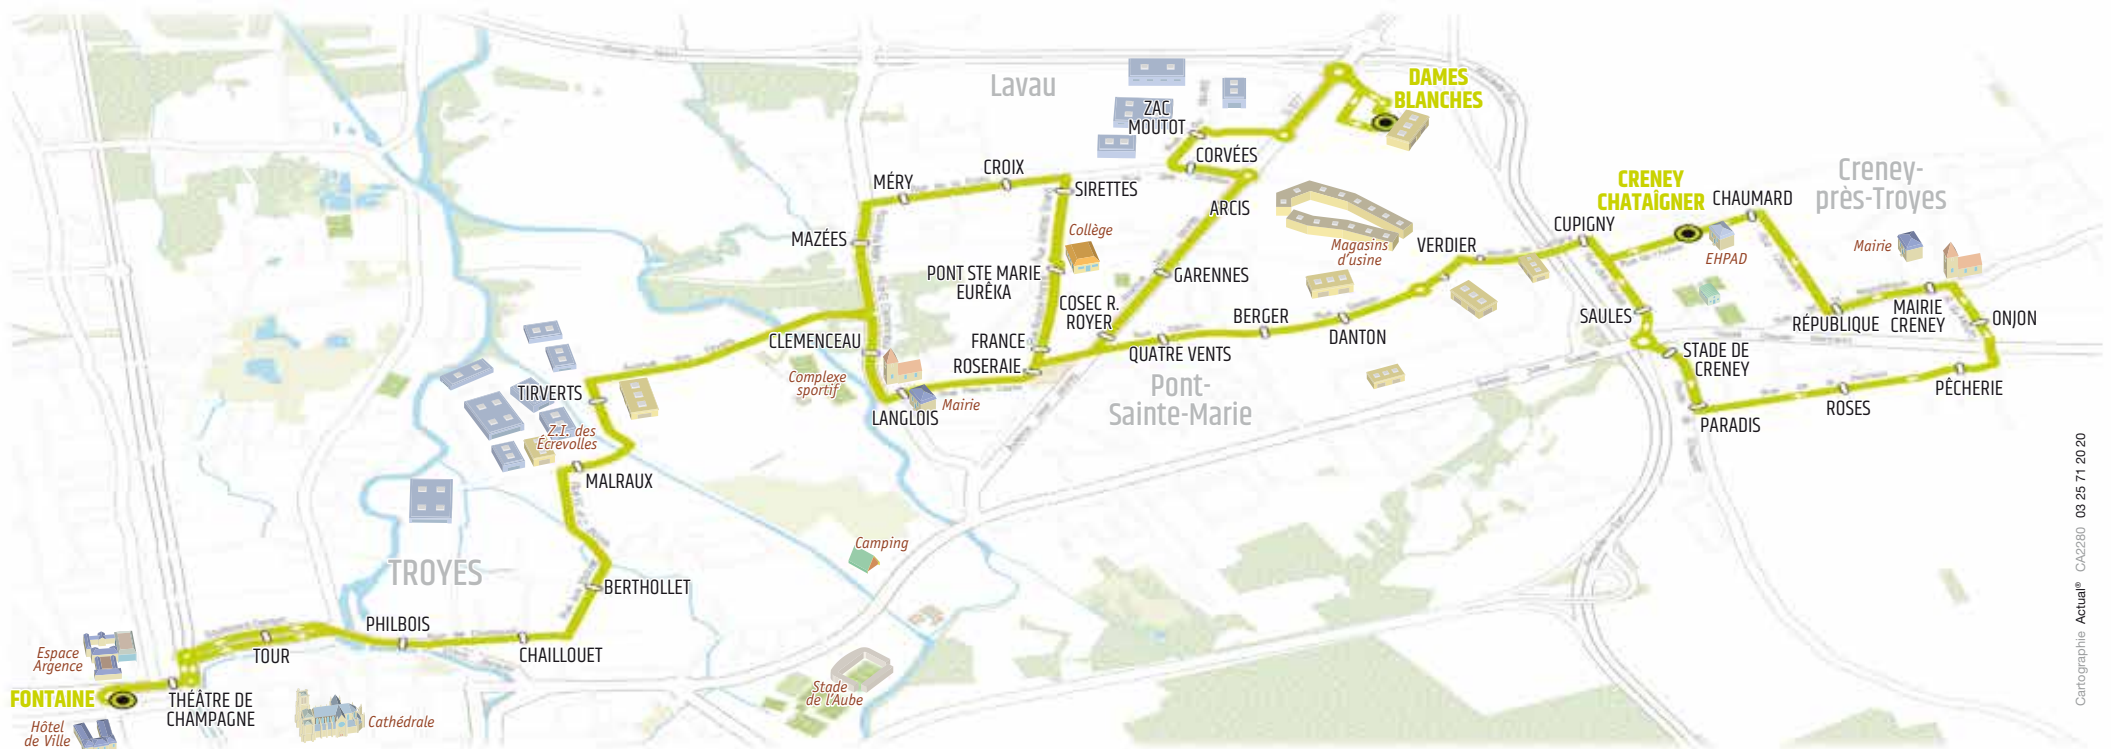 Lavau
DAMES
BLANCHES
ZAC
MOUTOT
CORVÉES
CROIX
MÉRY
SIRETTES
ARCIS
Collège
MAZÉES
PONT STE MARIE
EURÊKA
GARENNES
COSEC R.
ROYER
Magasins
d'usine
VERDIER
CUPIGNY
CRENEY
CHATAÎGNER
CHAUMARD
Creney-
près-Troyes
Mairie
EHPAD
CLEMENCEAU
FRANCE
ROSERAIE
QUATRE VENTS
BERGER
DANTON
SAULES
RÉPUBLIQUE
MAIRIE
CRENEY
ONJON
STADE DE
CRENEY
PÊCHERIE
ROSES
PARADIS
Complexe
sportif
LANGLOIS
Mairie
Pont-
Sainte-Marie
TIRVERTS
Z.I. des
Écrevolles
MALRAUX
TROYES
Camping
BERTHOLLET
PHILBOIS
CHAILLOUET
TOUR
Espace
Argence
FONTAINE
THÉÂTRE DE
CHAMPAGNE
Hôtel
de Ville
Cathédrale
Stade
de l'Aube
Cartographie Actual® CA2280 03 25 71 20 20